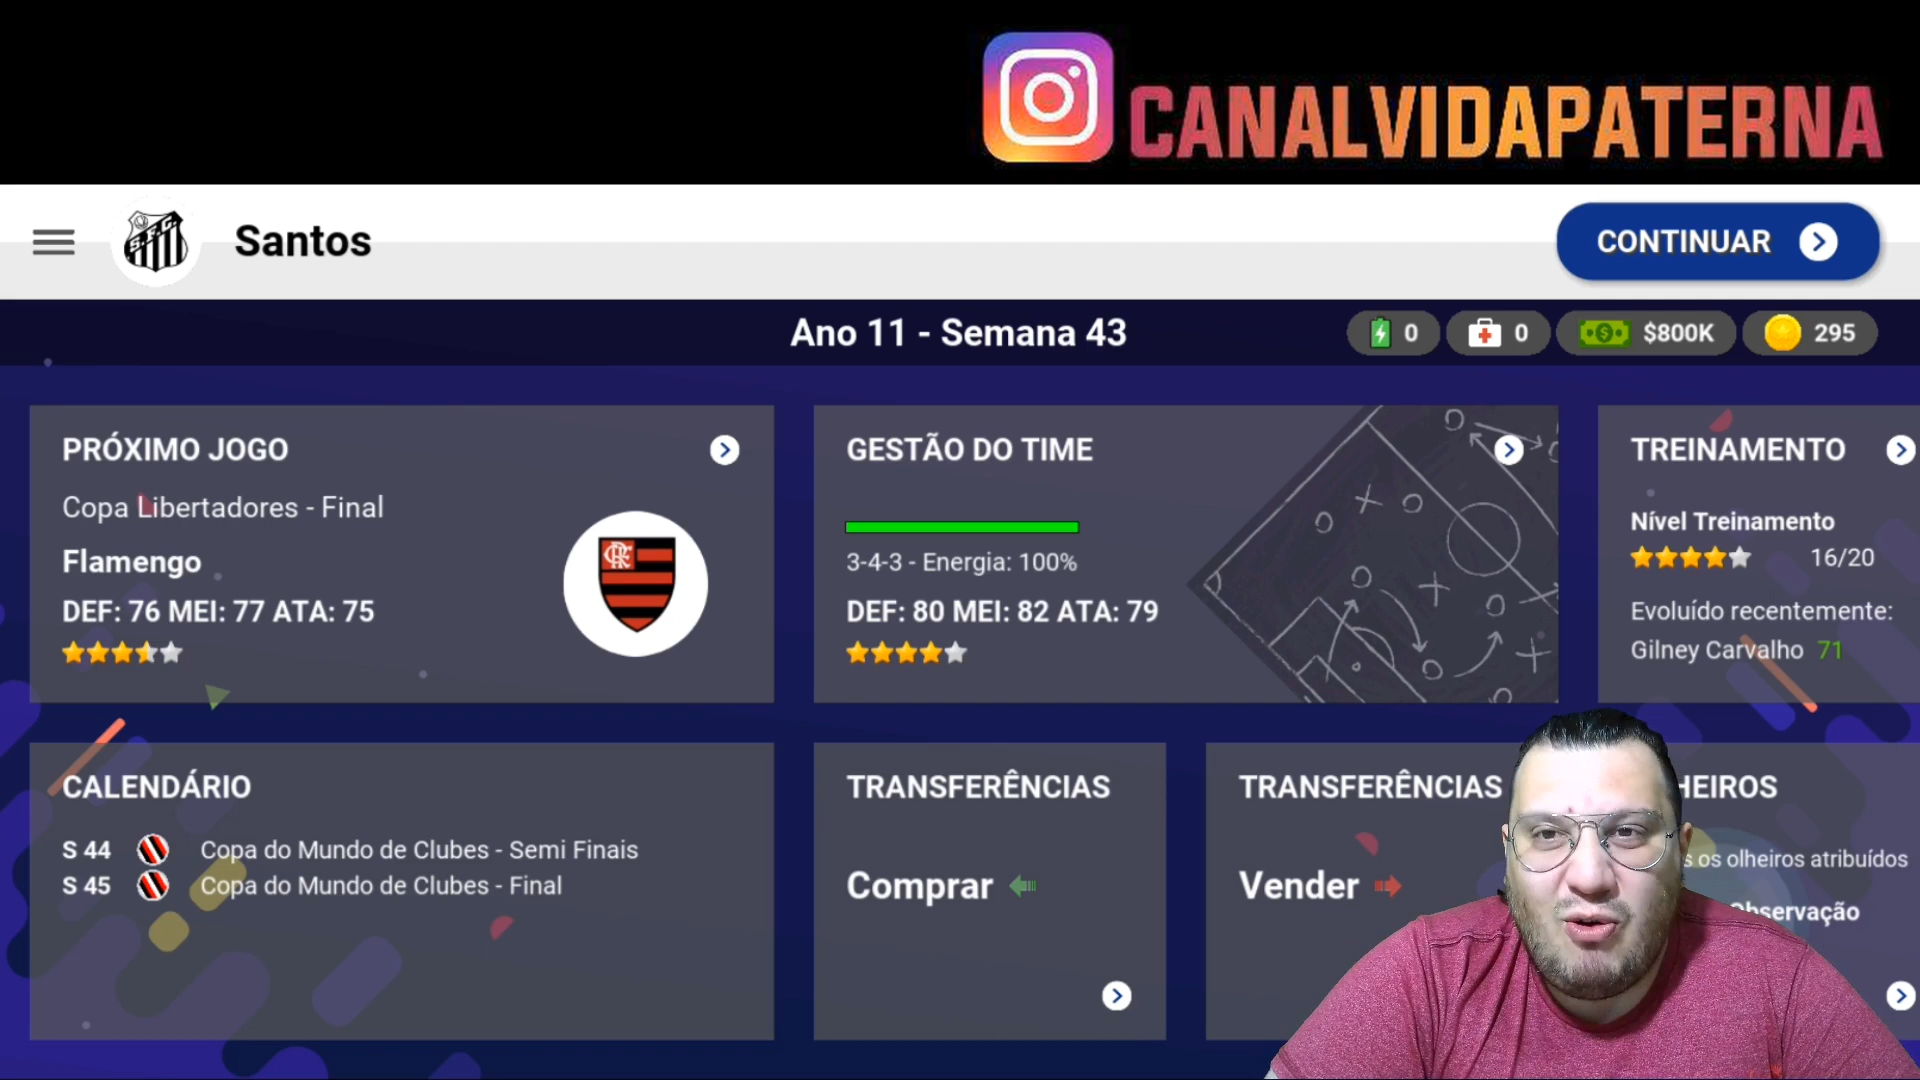 CANALVIDAPATERNA
Santos
CONTINUAR
Ano 11 - Semana 43
0
0
$800K
295
PRÓXIMO JOGO
Copa Libertadores - Final
Flamengo
DEF: 76 MEI: 77 ATA: 75
GESTÃO DO TIME
3-4-3 - Energia: 100%
DEF: 80 MEI: 82 ATA: 79
TREINAMENTO
Nível Treinamento
16/20
Evoluído recentemente:
Gilney Carvalho 71
CALENDÁRIO
S 44 Copa do Mundo de Clubes - Semi Finais
S 45 Copa do Mundo de Clubes - Final
TRANSFERÊNCIAS
Comprar
TRANSFERÊNCIAS
Vender
HEIROS
s os olheiros atribuídos
Observação